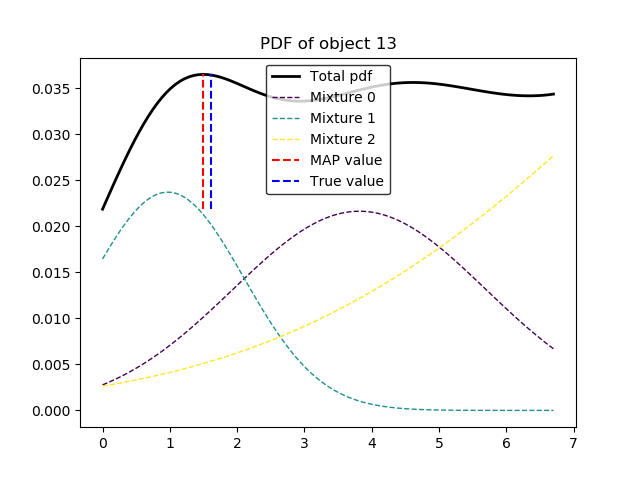 PDF of object 13
Total pdf
Mixture 0
Mixture 1
Mixture 2
MAP value
True value
0.035
0.030
0.025
0.020
0.015
0.010
0.005
0.000
0 1 2 3 4 5 6 7